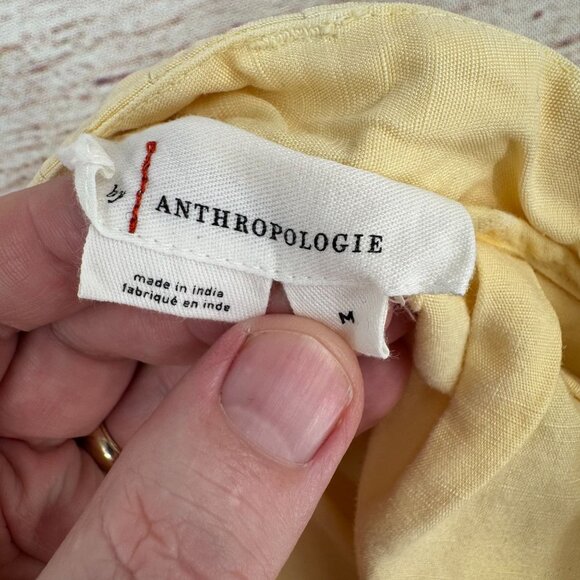 by ANTHROPOLOGIE
made in india
fabriqué en inde
M